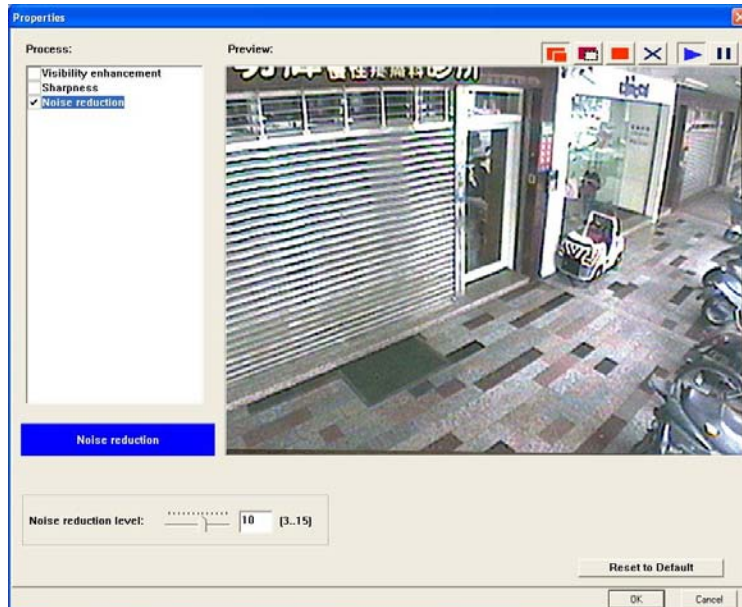 Properties
Process:
Preview:
Visibility enhancement
Sharpness
Noise reduction
Noise reduction
Noise reduction level:
10
[3..15]
Reset to Default
OK
Cancel